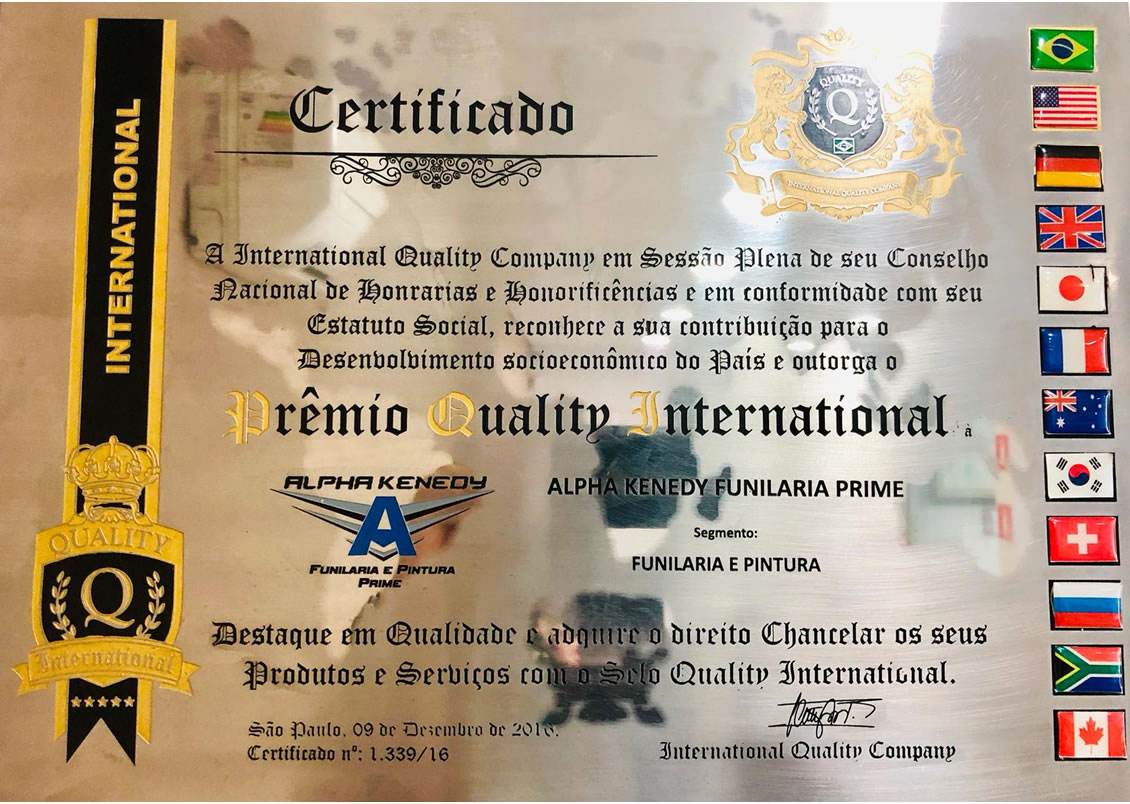 INTERNATIONAL
Certificado
QUALITY
Q
INTERNATIONAL QUALITY COMPANY
A International Quality Company em Sessão Plena de seu Conselho
Nacional de Honrarias e Honorificências e em conformidade com seu
Estatuto Social, reconhece a sua contribuição para o
Desenvolvimento socioeconômico do País e outorga o
Prêmio Quality International à
ALPHA KENEDY
A
FUNILARIA E PINTURA
PRIME
ALPHA KENEDY FUNILARIA PRIME
Segmento:
FUNILARIA E PINTURA
QUALITY
Q
International
Destaque em Qualidade e adquire o direito Chancelar os seus
Produtos e Serviços com o Selo Quality International.
São Paulo, 09 de Dezembro de 2016.
Certificado nº: 1.339/16
International Quality Company